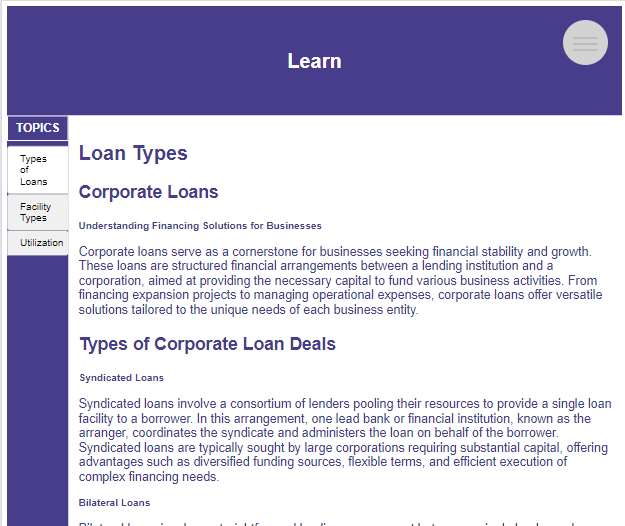 Learn
TOPICS
Types
of
Loans
Facility
Types
Utilization
Loan Types
Corporate Loans
Understanding Financing Solutions for Businesses
Corporate loans serve as a cornerstone for businesses seeking financial stability and growth.
These loans are structured financial arrangements between a lending institution and a
corporation, aimed at providing the necessary capital to fund various business activities. From
financing expansion projects to managing operational expenses, corporate loans offer versatile
solutions tailored to the unique needs of each business entity.
Types of Corporate Loan Deals
Syndicated Loans
Syndicated loans involve a consortium of lenders pooling their resources to provide a single loan
facility to a borrower. In this arrangement, one lead bank or financial institution, known as the
arranger, coordinates the syndicate and administers the loan on behalf of the borrower.
Syndicated loans are typically sought by large corporations requiring substantial capital, offering
advantages such as diversified funding sources, flexible terms, and efficient execution of
complex financing needs.
Bilateral Loans